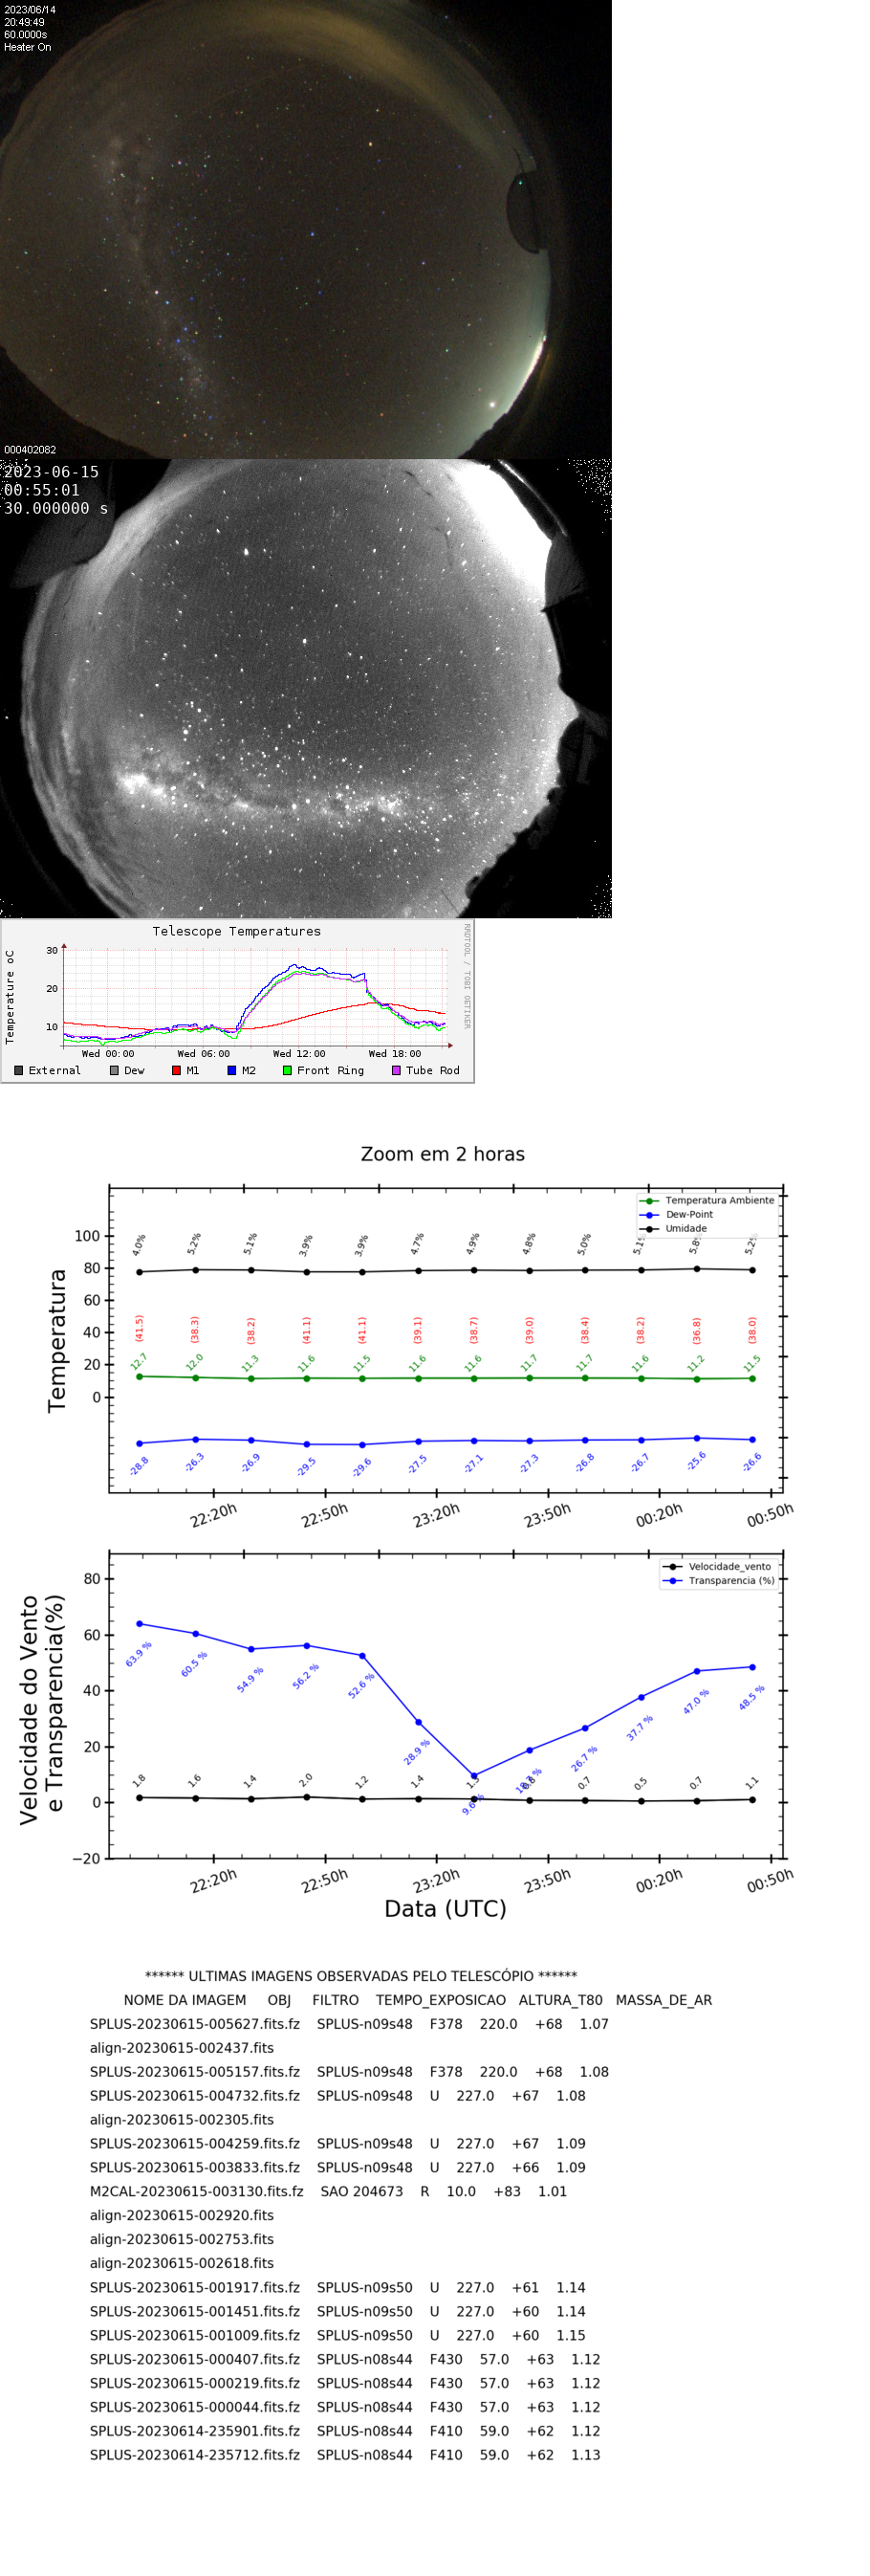 2023/06/14
20:49:49
60.0000s
Heater On
000402082
2023-06-15
00:55:01
30.000000 s
Telescope Temperatures
RRDTOOL / TOBI OETIKER
Temperature oC
30
20
10
Wed 00:00 Wed 06:00 Wed 12:00 Wed 18:00
External Dew M1 M2 Front Ring Tube Rod
Zoom em 2 horas
Temperatura Ambiente
Dew-Point
Umidade
Temperatura
100
80
60
40
20
0
4.0% 5.2% 5.1% 3.9% 3.9% 4.7% 4.9% 4.8% 5.0% 5.1% 5.8% 5.2%
(41.5) (38.3) (38.2) (41.1) (41.1) (39.1) (38.7) (39.0) (38.4) (38.2) (36.8) (38.0)
12.7 12.0 11.3 11.6 11.5 11.6 11.6 11.7 11.7 11.6 11.2 11.5
-28.8 -26.3 -26.9 -29.5 -29.6 -27.5 -27.1 -27.3 -26.8 -26.7 -25.6 -26.6
22:20h 22:50h 23:20h 23:50h 00:20h 00:50h
Velocidade_vento
Transparencia (%)
Velocidade do Vento
e Transparencia(%)
80
60
40
20
0
−20
63.9 % 60.5 % 54.9 % 56.2 % 52.6 % 28.9 % 26.7 % 37.7 % 47.0 % 48.5 %
1.8 1.6 1.4 2.0 1.2 1.4 0.7 0.5 0.7 1.1
22:20h 22:50h 23:20h 23:50h 00:20h 00:50h
Data (UTC)
****** ULTIMAS IMAGENS OBSERVADAS PELO TELESCÓPIO ******
NOME DA IMAGEM OBJ FILTRO TEMPO_EXPOSICAO ALTURA_T80 MASSA_DE_AR
SPLUS-20230615-005627.fits.fz SPLUS-n09s48 F378 220.0 +68 1.07
align-20230615-002437.fits
SPLUS-20230615-005157.fits.fz SPLUS-n09s48 F378 220.0 +68 1.08
SPLUS-20230615-004732.fits.fz SPLUS-n09s48 U 227.0 +67 1.08
align-20230615-002305.fits
SPLUS-20230615-004259.fits.fz SPLUS-n09s48 U 227.0 +67 1.09
SPLUS-20230615-003833.fits.fz SPLUS-n09s48 U 227.0 +66 1.09
M2CAL-20230615-003130.fits.fz SAO 204673 R 10.0 +83 1.01
align-20230615-002920.fits
align-20230615-002753.fits
align-20230615-002618.fits
SPLUS-20230615-001917.fits.fz SPLUS-n09s50 U 227.0 +61 1.14
SPLUS-20230615-001451.fits.fz SPLUS-n09s50 U 227.0 +60 1.14
SPLUS-20230615-001009.fits.fz SPLUS-n09s50 U 227.0 +60 1.15
SPLUS-20230615-000407.fits.fz SPLUS-n08s44 F430 57.0 +63 1.12
SPLUS-20230615-000219.fits.fz SPLUS-n08s44 F430 57.0 +63 1.12
SPLUS-20230615-000044.fits.fz SPLUS-n08s44 F430 57.0 +63 1.12
SPLUS-20230614-235901.fits.fz SPLUS-n08s44 F410 59.0 +62 1.12
SPLUS-20230614-235712.fits.fz SPLUS-n08s44 F410 59.0 +62 1.13